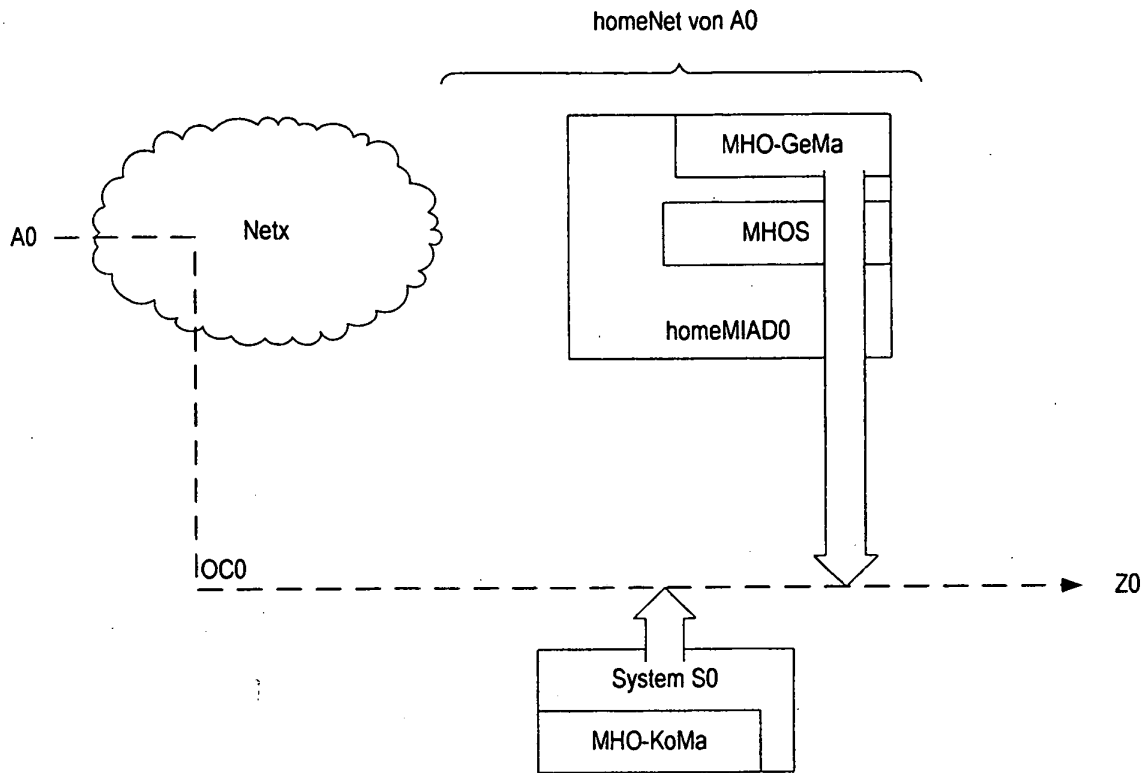 homeNet von A0
MHO-GeMa
A0
Netx
MHOS
homeMIAD0
OC0
Z0
System S0
MHO-KoMa